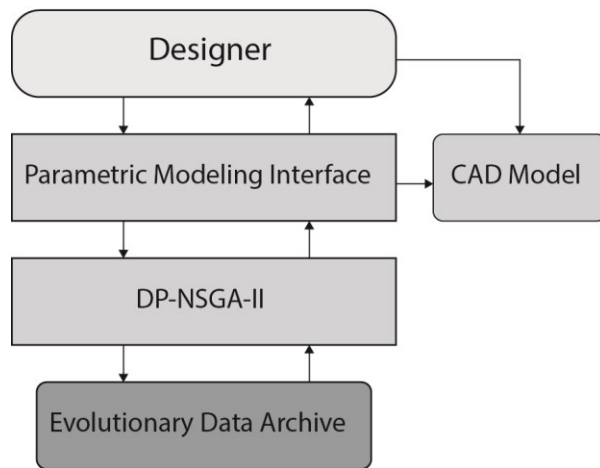 Designer
Parametric Modeling Interface
CAD Model
DP-NSGA-II
Evolutionary Data Archive